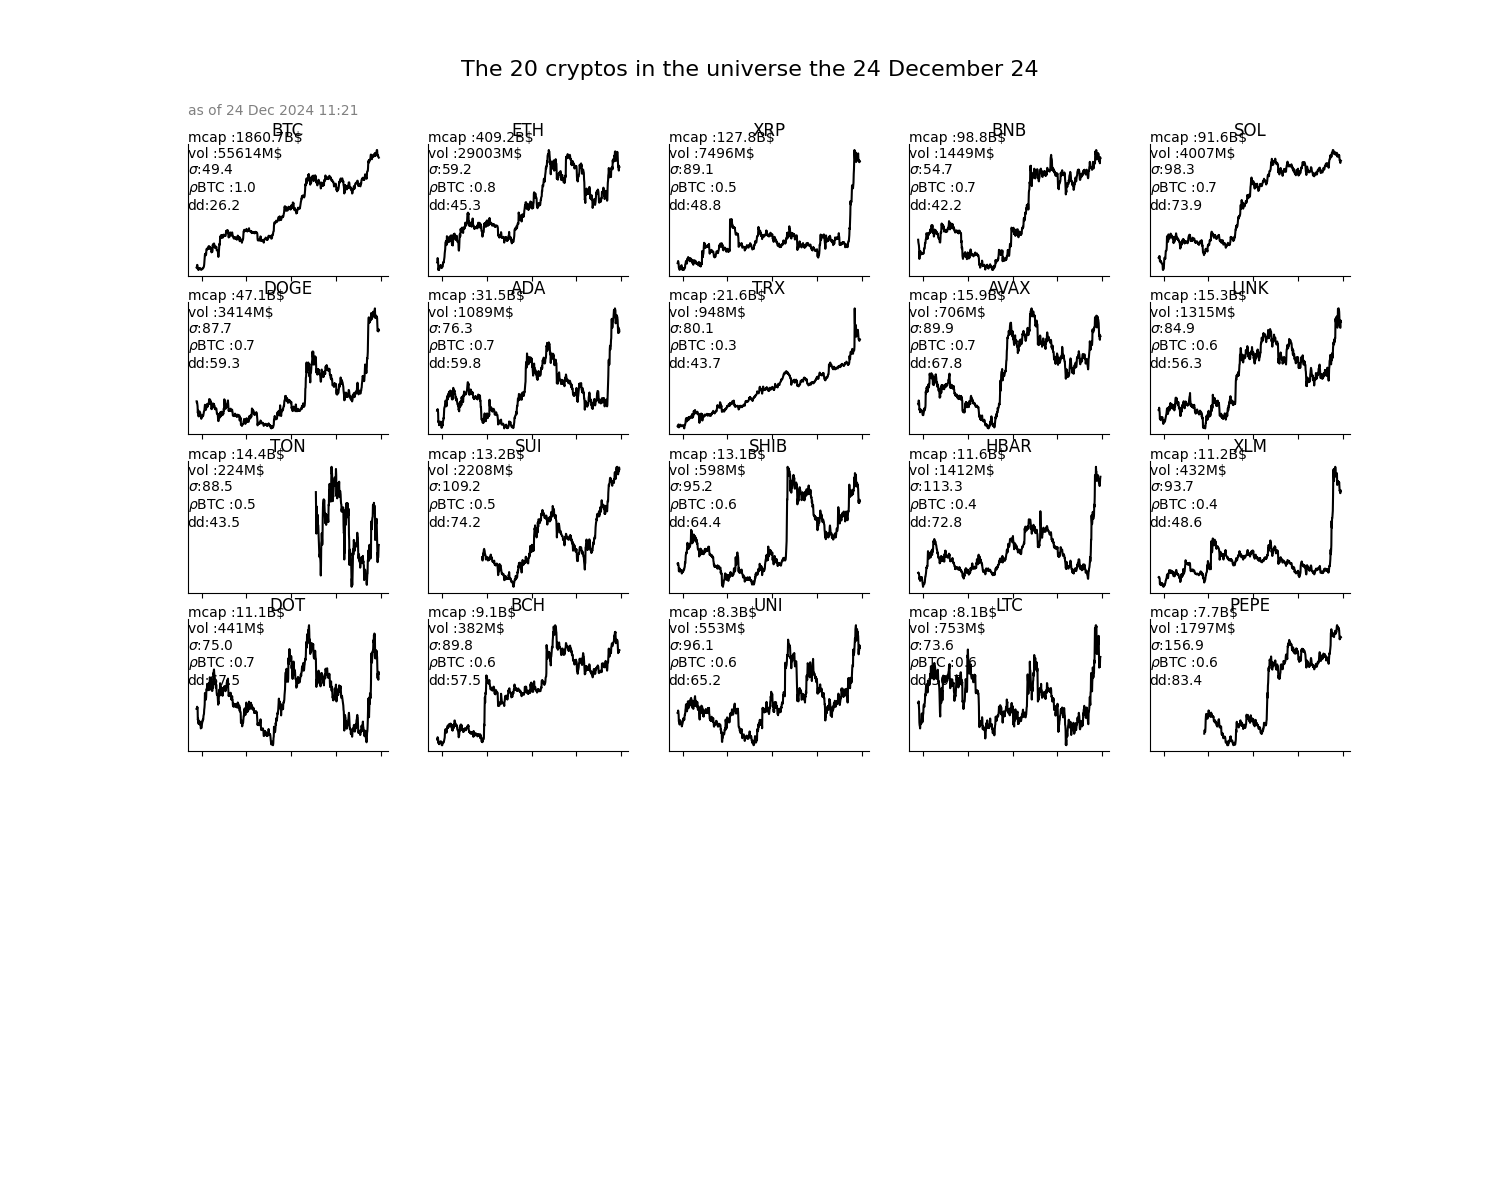 The 20 cryptos in the universe the 24 December 24
as of 24 Dec 2024 11:21
BTC
mcap :1860.7B$
vol :55614M$
σ:49.4
ρBTC :1.0
dd:26.2
ETH
mcap :409.2B$
vol :29003M$
σ:59.2
ρBTC :0.8
dd:45.3
XRP
mcap :127.8B$
vol :7496M$
σ:89.1
ρBTC :0.5
dd:48.8
BNB
mcap :98.8B$
vol :1449M$
σ:54.7
ρBTC :0.7
dd:42.2
SOL
mcap :91.6B$
vol :4007M$
σ:98.3
ρBTC :0.7
dd:73.9
DOGE
mcap :47.1B$
vol :3414M$
σ:87.7
ρBTC :0.7
dd:59.3
ADA
mcap :31.5B$
vol :1089M$
σ:76.3
ρBTC :0.7
dd:59.8
TRX
mcap :21.6B$
vol :948M$
σ:80.1
ρBTC :0.3
dd:43.7
AVAX
mcap :15.9B$
vol :706M$
σ:89.9
ρBTC :0.7
dd:67.8
LINK
mcap :15.3B$
vol :1315M$
σ:84.9
ρBTC :0.6
dd:56.3
TON
mcap :14.4B$
vol :224M$
σ:88.5
ρBTC :0.5
dd:43.5
SUI
mcap :13.2B$
vol :2208M$
σ:109.2
ρBTC :0.5
dd:74.2
SHIB
mcap :13.1B$
vol :598M$
σ:95.2
ρBTC :0.6
dd:64.4
HBAR
mcap :11.6B$
vol :1412M$
σ:113.3
ρBTC :0.4
dd:72.8
XLM
mcap :11.2B$
vol :432M$
σ:93.7
ρBTC :0.4
dd:48.6
DOT
mcap :11.1B$
vol :441M$
σ:75.0
ρBTC :0.7
BCH
mcap :9.1B$
vol :382M$
σ:89.8
ρBTC :0.6
dd:57.5
UNI
mcap :8.3B$
vol :553M$
σ:96.1
ρBTC :0.6
dd:65.2
LTC
mcap :8.1B$
vol :753M$
σ:73.6
ρBTC :0.6
PEPE
mcap :7.7B$
vol :1797M$
σ:156.9
ρBTC :0.6
dd:83.4